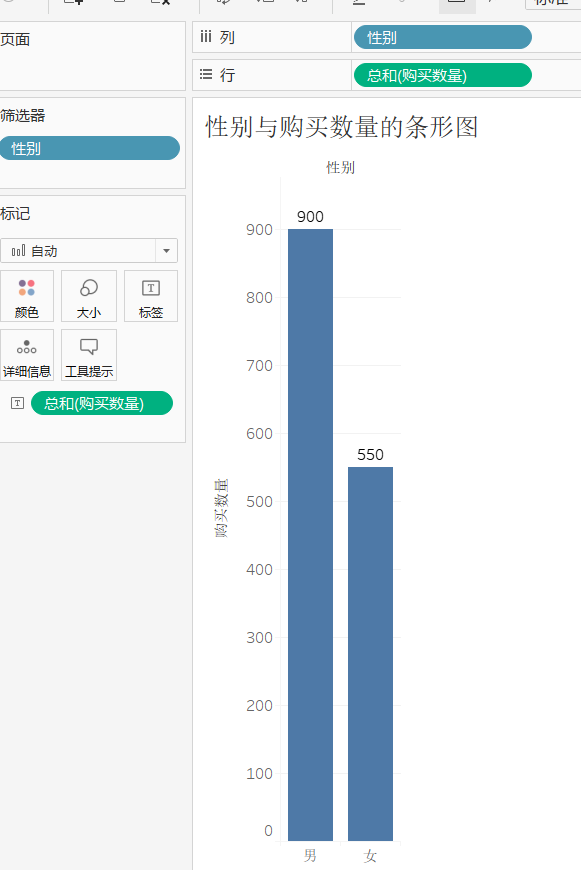 页面
列
性别
行
总和(购买数量)
筛选器
性别
标记
自动
颜色
大小
标签
详细信息
工具提示
总和(购买数量)
性别与购买数量的条形图
性别
900
900
800
700
600
550
500
400
300
200
100
0
购买数量
男
女